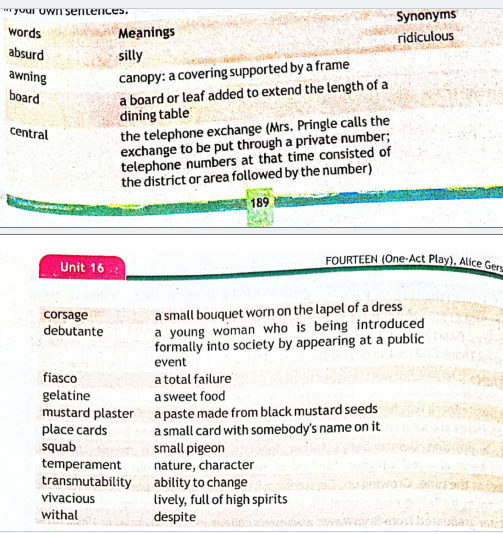 in your own sentences.
words Meanings Synonyms
absurd silly ridiculous
awning canopy: a covering supported by a frame
board a board or leaf added to extend the length of a
dining table
central the telephone exchange (Mrs. Pringle calls the
exchange to be put through a private number;
telephone numbers at that time consisted of
the district or area followed by the number)
189
Unit 16 FOURTEEN (One-Act Play), Alice Gers
corsage a small bouquet worn on the lapel of a dress
debutante a young woman who is being introduced
formally into society by appearing at a public
event
fiasco a total failure
gelatine a sweet food
mustard plaster a paste made from black mustard seeds
place cards a small card with somebody's name on it
squab small pigeon
temperament nature, character
transmutability ability to change
vivacious lively, full of high spirits
withal despite